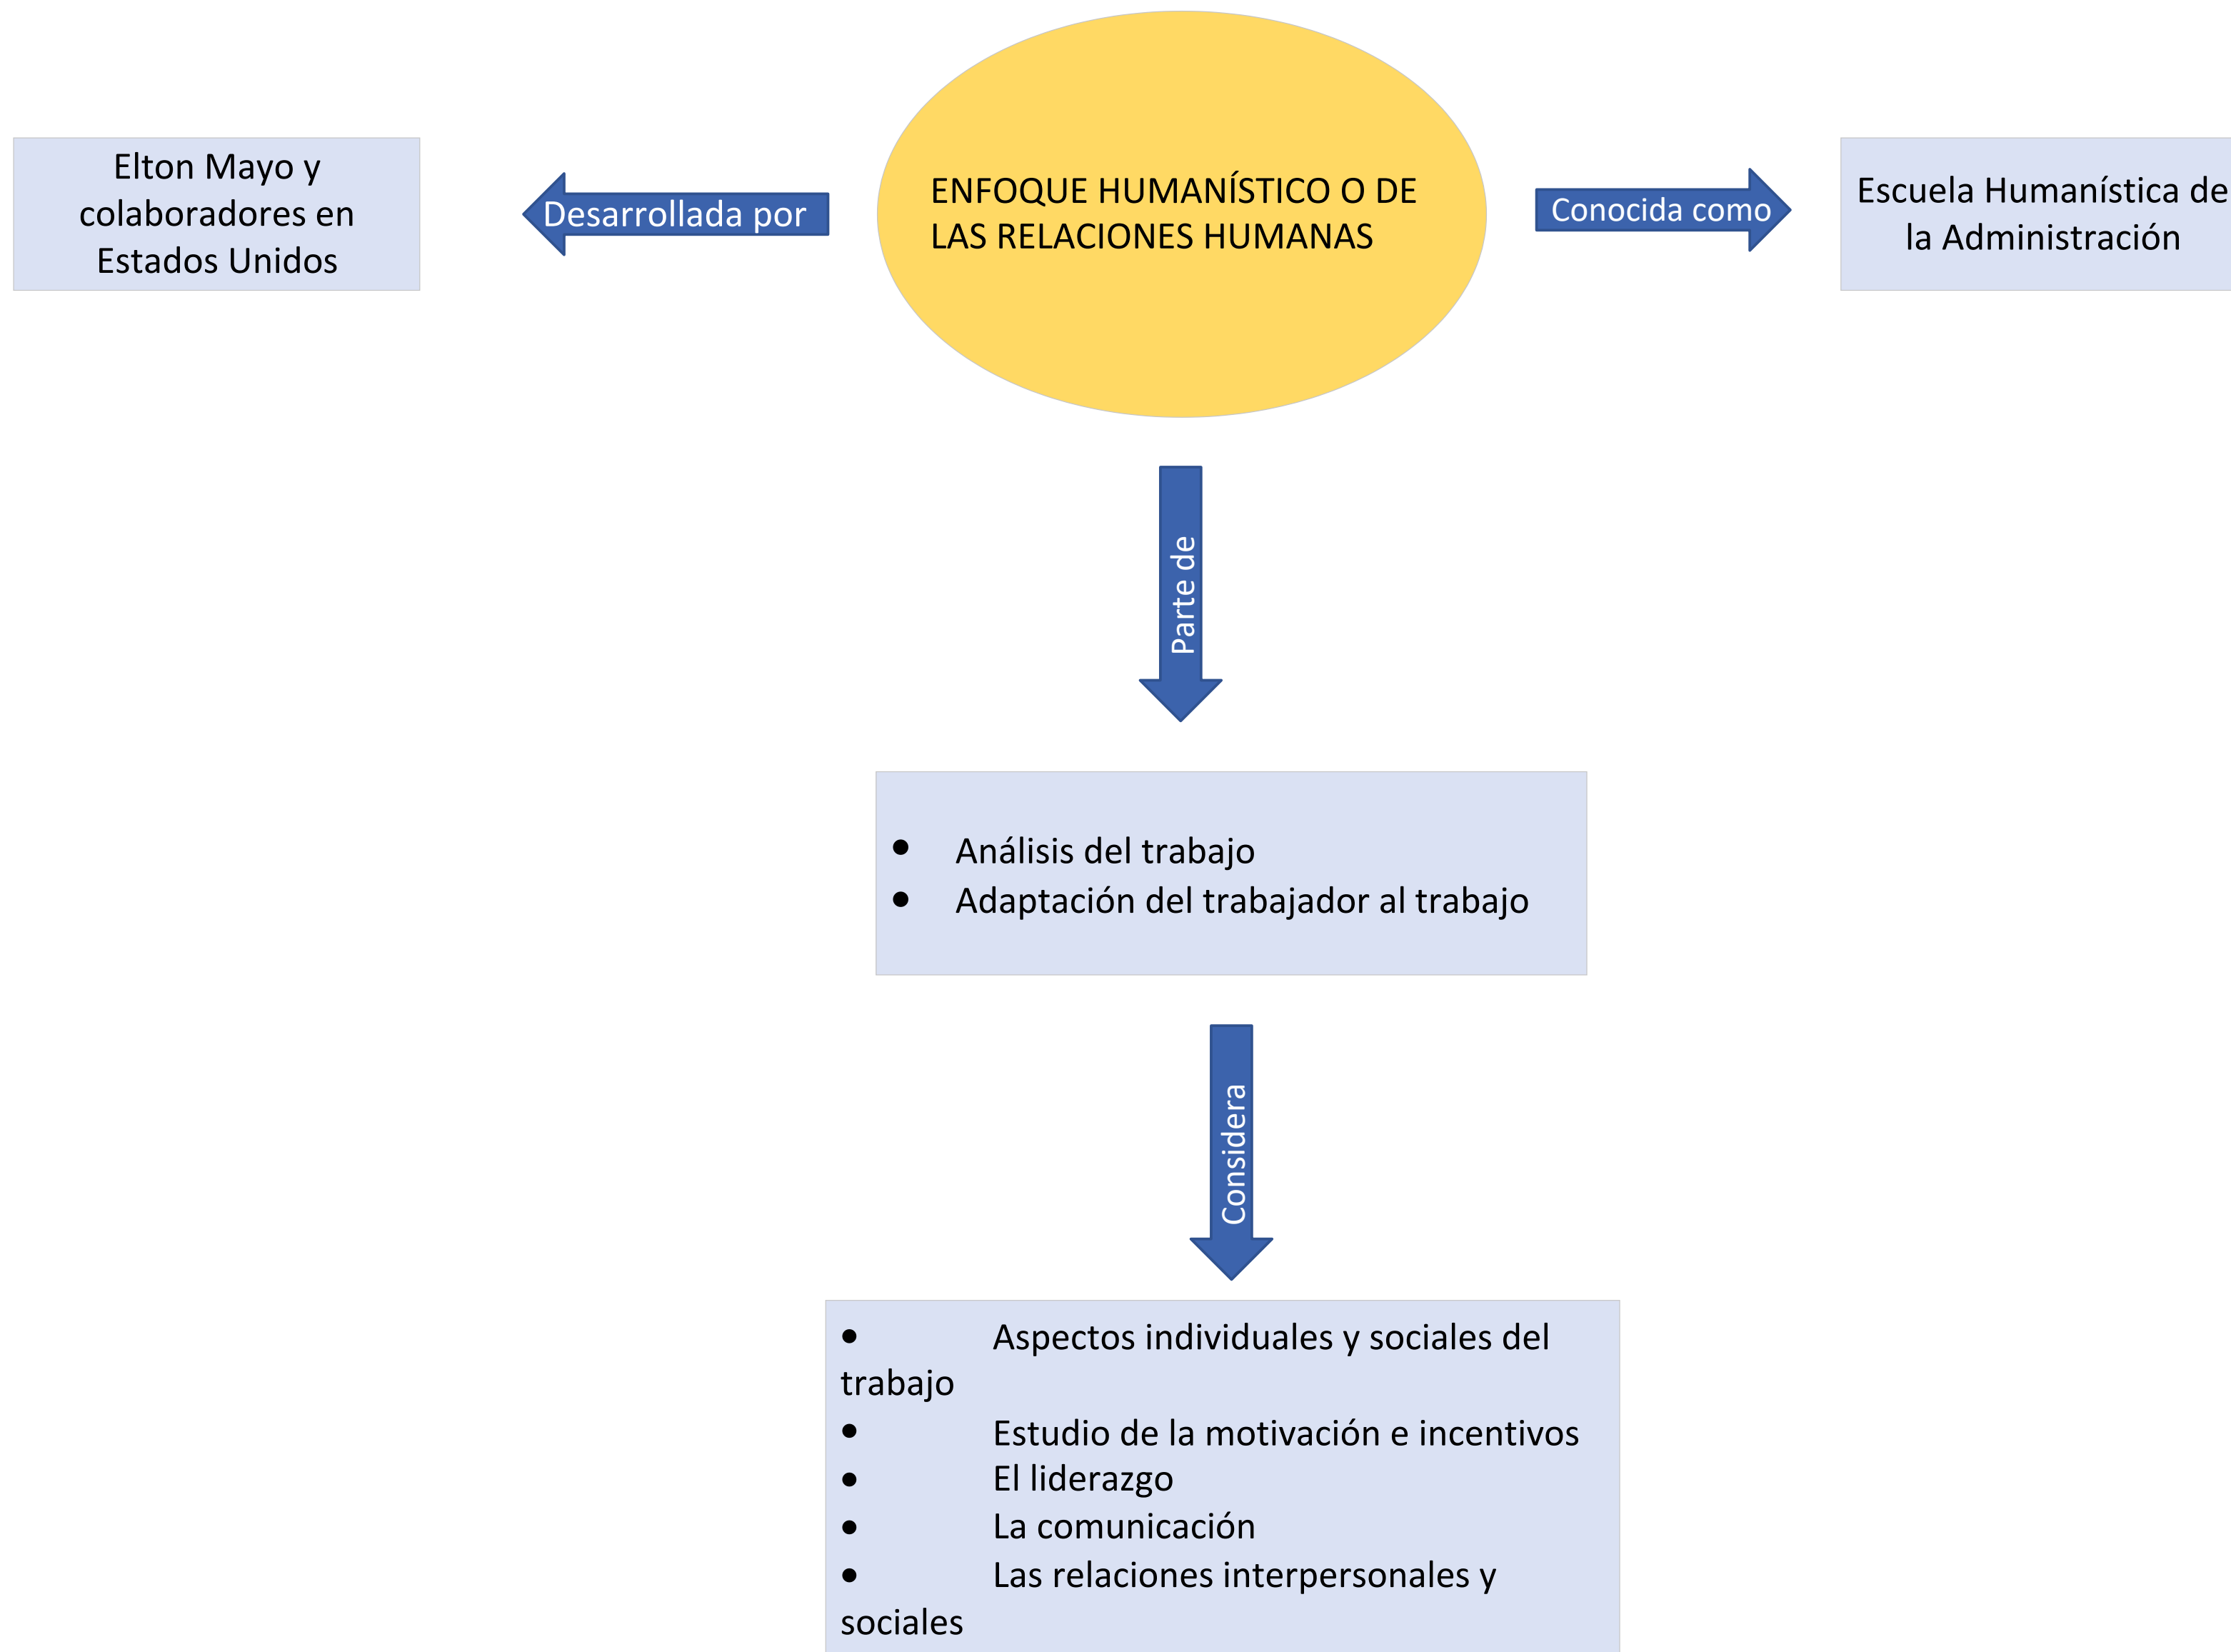 Elton Mayo y
colaboradores en
Estados Unidos
Desarrollada por
ENFOQUE HUMANÍSTICO O DE
LAS RELACIONES HUMANAS
Conocida como
Escuela Humanística de
la Administración
Parte de
● Análisis del trabajo
● Adaptación del trabajador al trabajo
Considera
● Aspectos individuales y sociales del
trabajo
● Estudio de la motivación e incentivos
● El liderazgo
● La comunicación
● Las relaciones interpersonales y
sociales